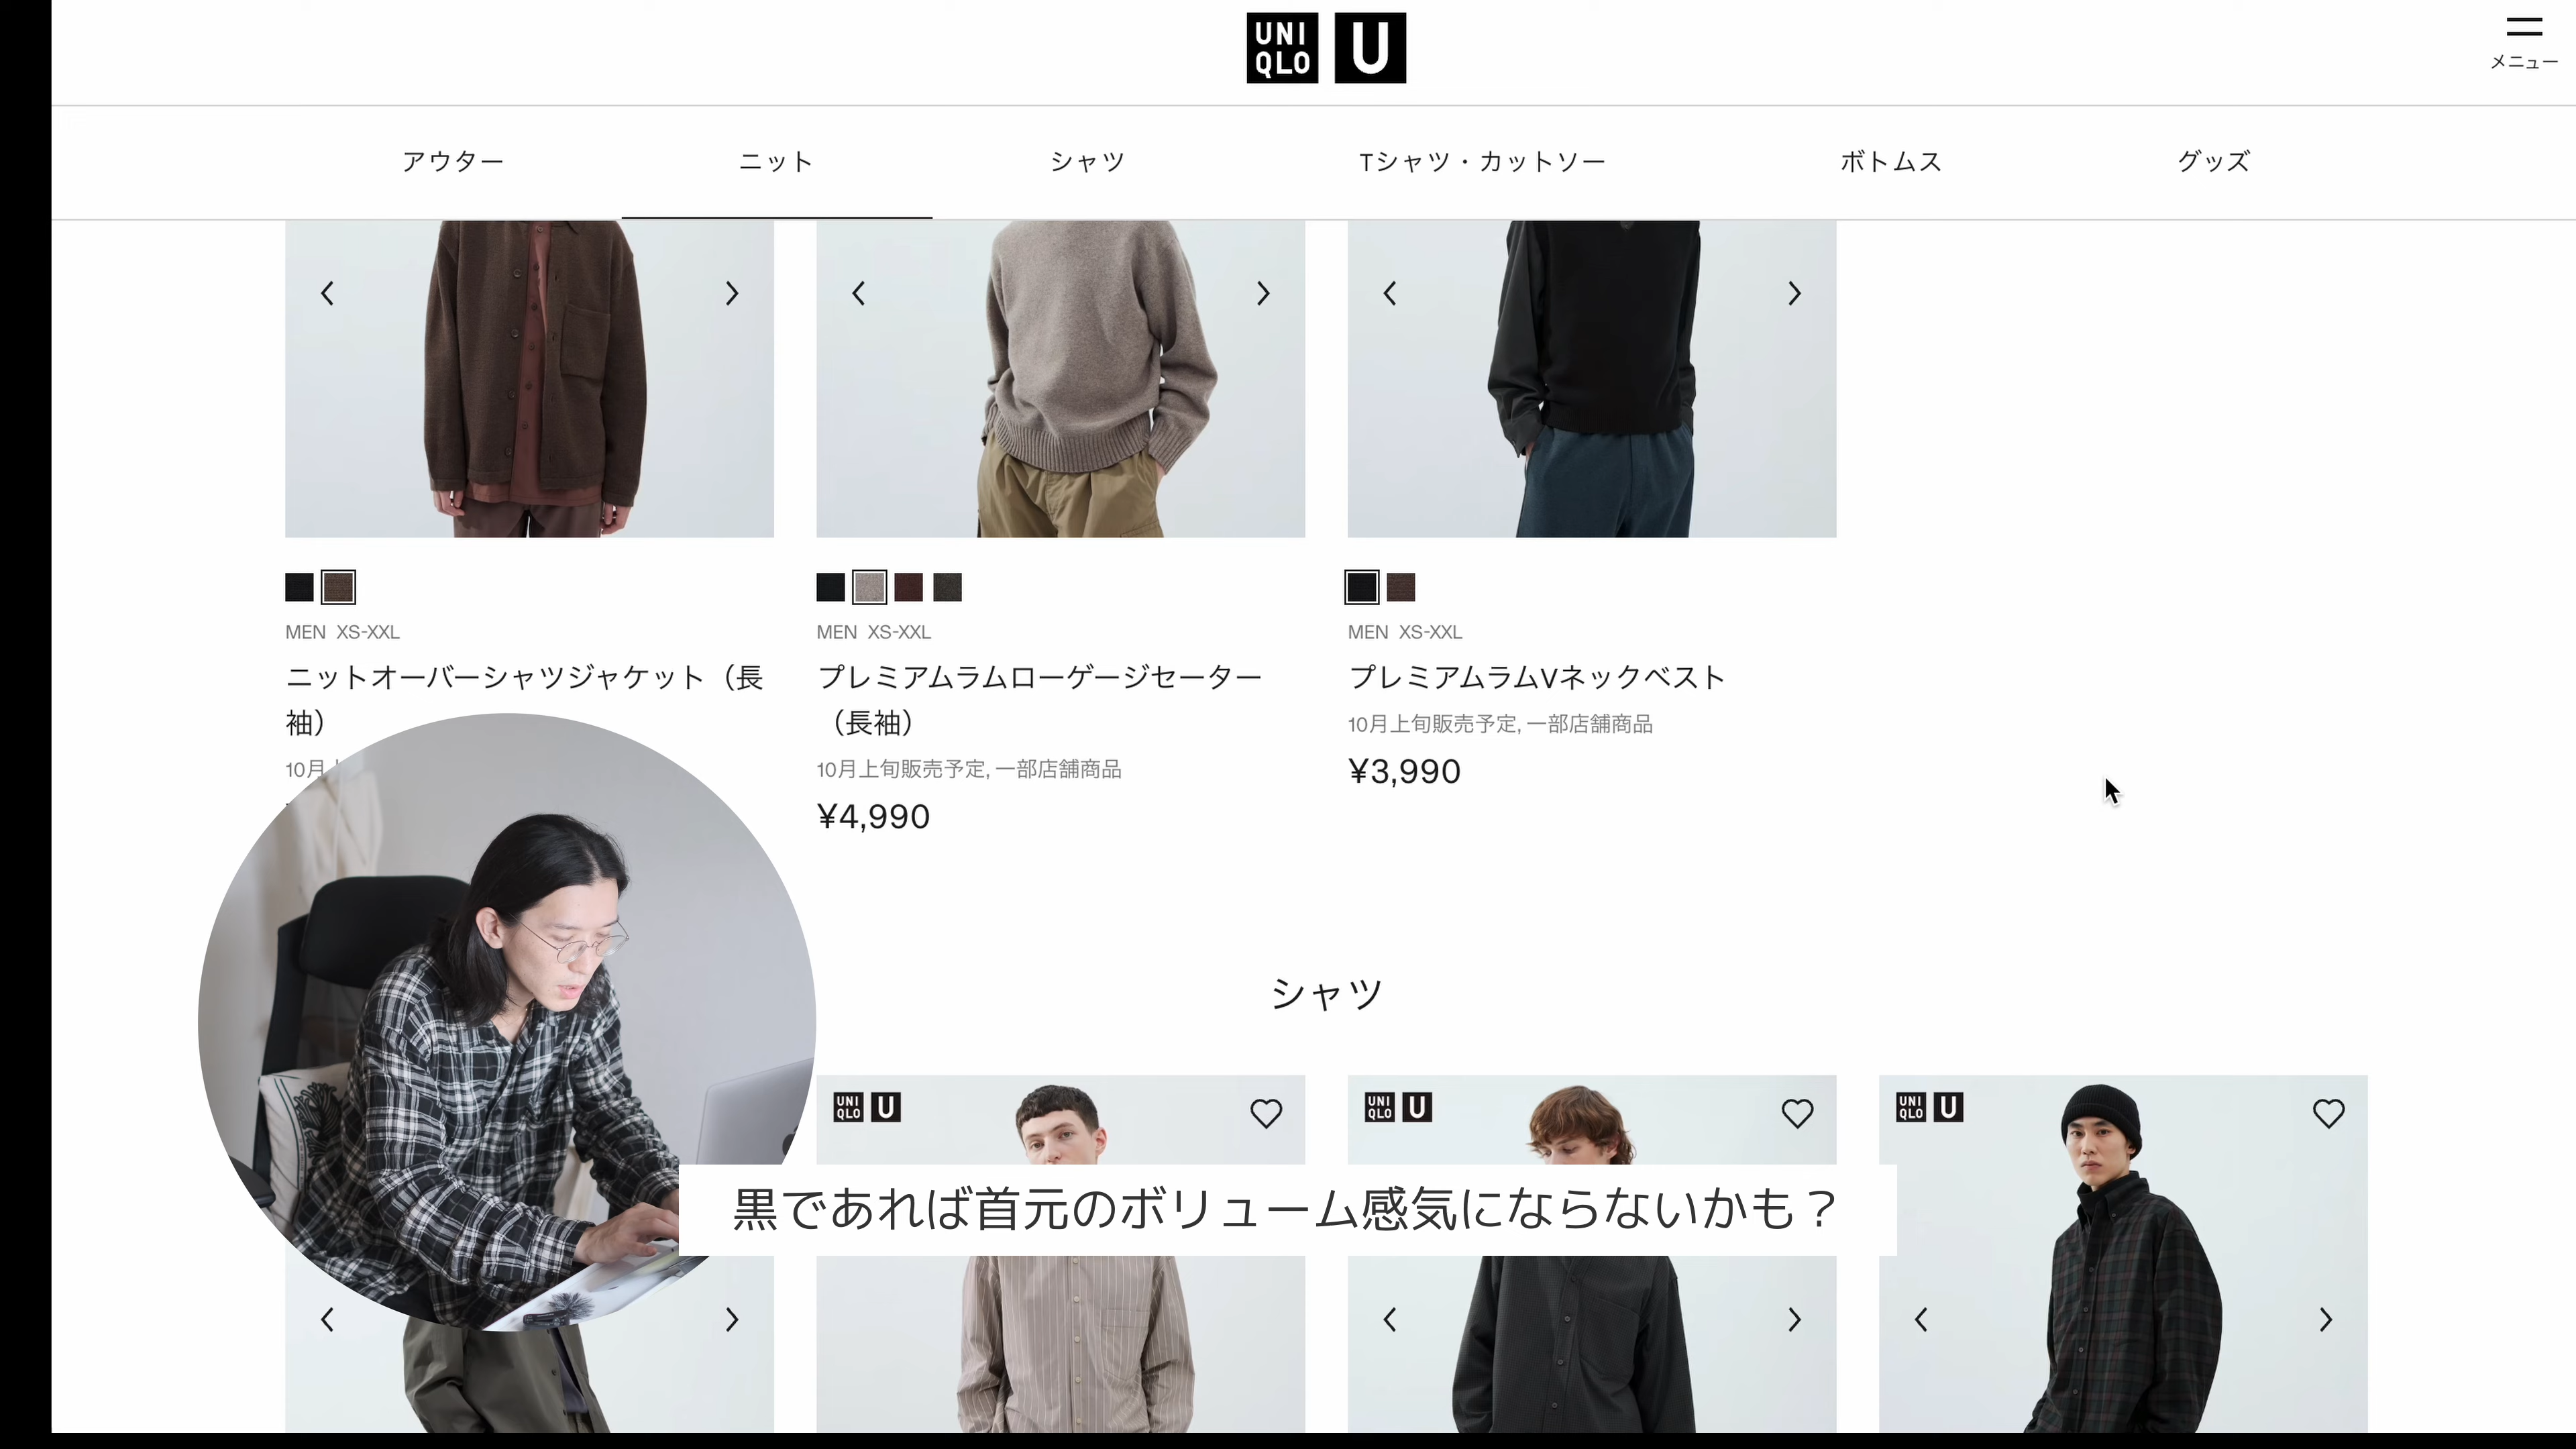 UNI
QLO
U
メニュー
アウター
ニット
シャツ
Tシャツ・カットソー
ボトムス
グッズ
MEN XS-XXL
ニットオーバーシャツジャケット（長
袖）
10月
MEN XS-XXL
プレミアムラムローゲージセーター
（長袖）
10月上旬販売予定, 一部店舗商品
¥4,990
MEN XS-XXL
プレミアムラムVネックベスト
10月上旬販売予定, 一部店舗商品
¥3,990
シャツ
UNI
QLO
U
UNI
QLO
U
UNI
QLO
U
黒であれば首元のボリューム感気にならないかも？